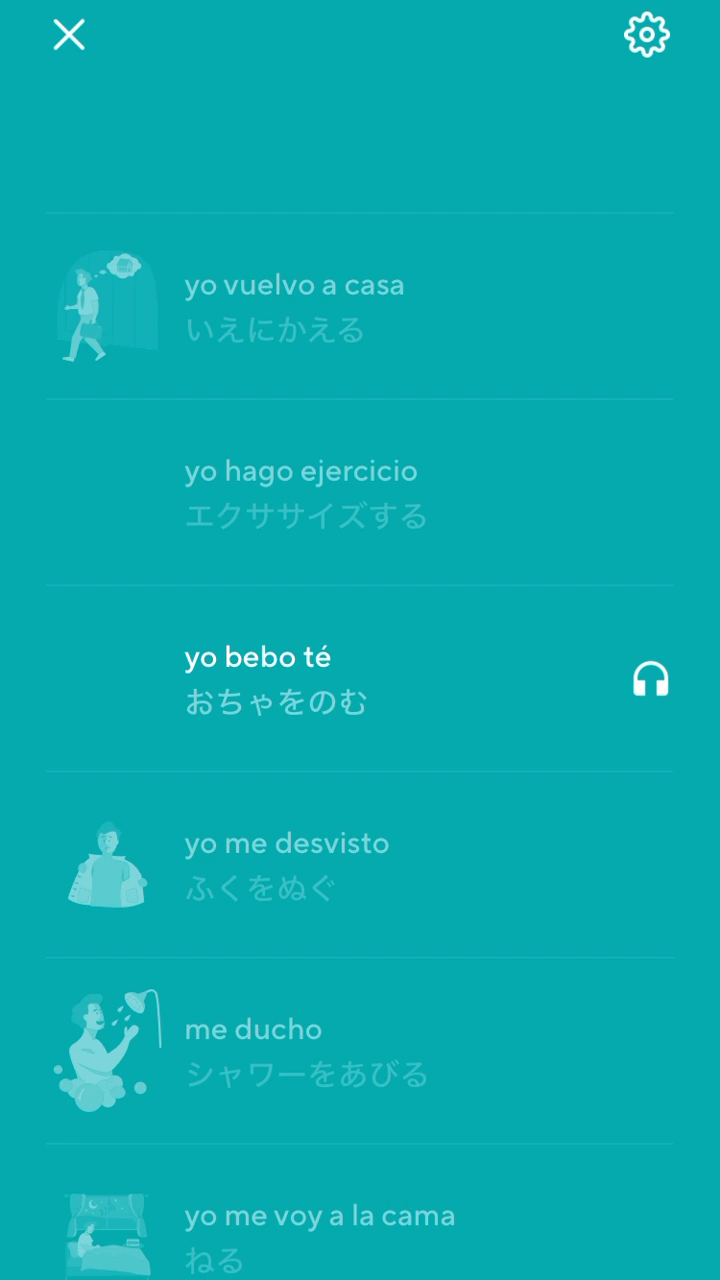 yo vuelvo a casa
いえにかえる
yo hago ejercicio
エクササイズする
yo bebo té
おちゃをのむ
yo me desvisto
ふくをぬぐ
me ducho
シャワーをあびる
yo me voy a la cama
ねる